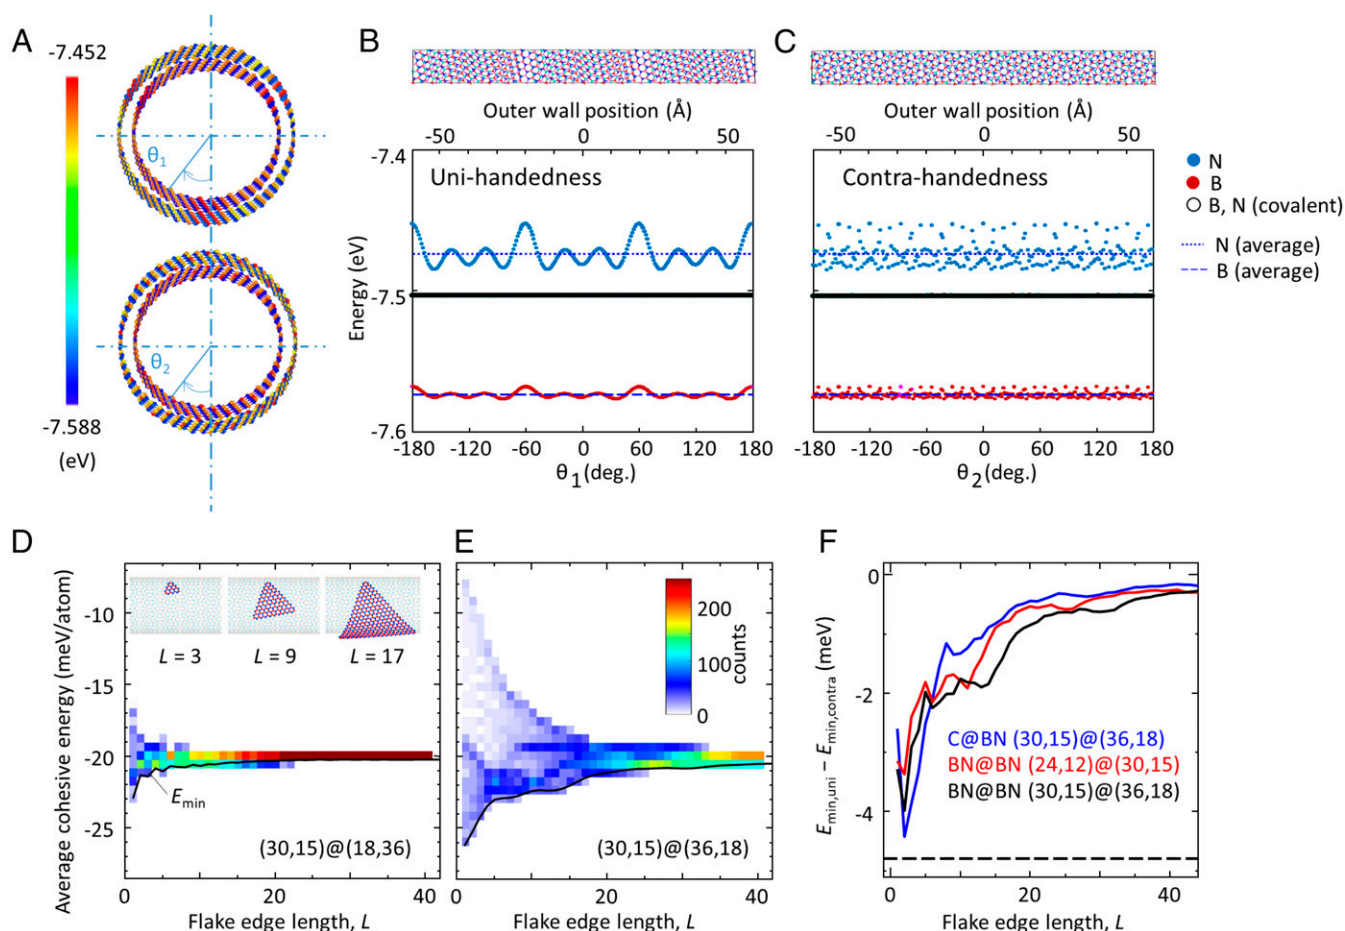 A
-7.452
θ1
θ2
-7.588
(eV)
B
Outer wall position (Å)
-50 0 50
-7.4
Uni-handedness
Energy (eV)
-7.5
-7.6
-180 -120 -60 0 60 120 180
θ1(deg.)
C
Outer wall position (Å)
-50 0 50
Contra-handedness
-180 -120 -60 0 60 120 180
θ2(deg.)
N
B
B, N (covalent)
N (average)
B (average)
D
Average cohesive energy (meV/atom)
-10
-15
-20
-25
L = 3 L = 9 L = 17
Emin
(30,15)@(18,36)
0 20 40
Flake edge length, L
E
200
100
0
counts
(30,15)@(36,18)
0 20 40
Flake edge length, L
F
Emin,uni − Emin,contra (meV)
0
-2
-4
C@BN (30,15)@(36,18)
BN@BN (24,12)@(30,15)
BN@BN (30,15)@(36,18)
0 20 40
Flake edge length, L